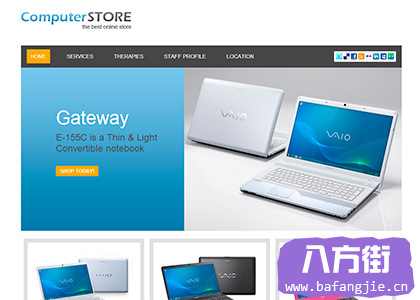 ComputerSTORE
the best online store
HOME SERVICES THERAPIES STAFF PROFILE LOCATION
Gateway
E-155C is a Thin & Light
Convertible notebook
SHOP TODAY!
VAIO
VAIO
八方街
www.bafangjie.cn